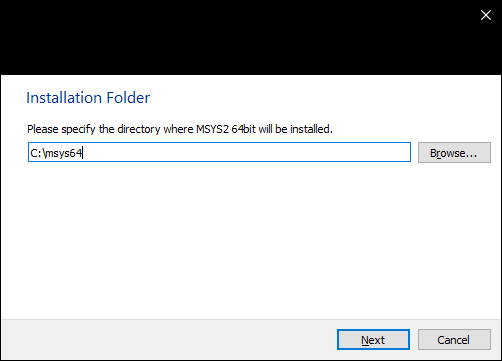 Installation Folder
Please specify the directory where MSYS2 64bit will be installed.
C:\msys64
Browse...
Next
Cancel